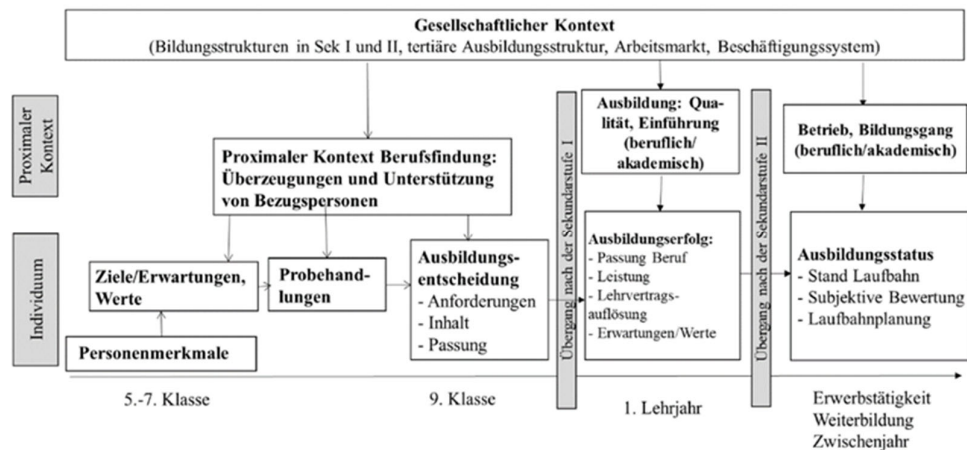 Gesellschaftlicher Kontext
(Bildungsstrukturen in Sek I und II, tertiäre Ausbildungsstruktur, Arbeitsmarkt, Beschäftigungssystem)
Proximaler
Kontext
Proximaler Kontext Berufsfindung:
Überzeugungen und Unterstützung
von Bezugspersonen
Übergang nach der Sekundarstufe I
Ausbildung: Qua-
lität, Einführung
(beruflich/
akademisch)
Übergang nach der Sekundarstufe II
Betrieb, Bildungsgang
(beruflich/akademisch)
Individuum
Ziele/Erwartungen,
Werte
Personenmerkmale
Probehand-
lungen
Ausbildungs-
entscheidung
- Anforderungen
- Inhalt
- Passung
Ausbildungserfolg:
- Passung Beruf
- Leistung
- Lehrvertrags-
auflösung
- Erwartungen/Werte
Ausbildungsstatus
- Stand Laufbahn
- Subjektive Bewertung
- Laufbahnplanung
5.-7. Klasse
9. Klasse
1. Lehrjahr
Erwerbstätigkeit
Weiterbildung
Zwischenjahr